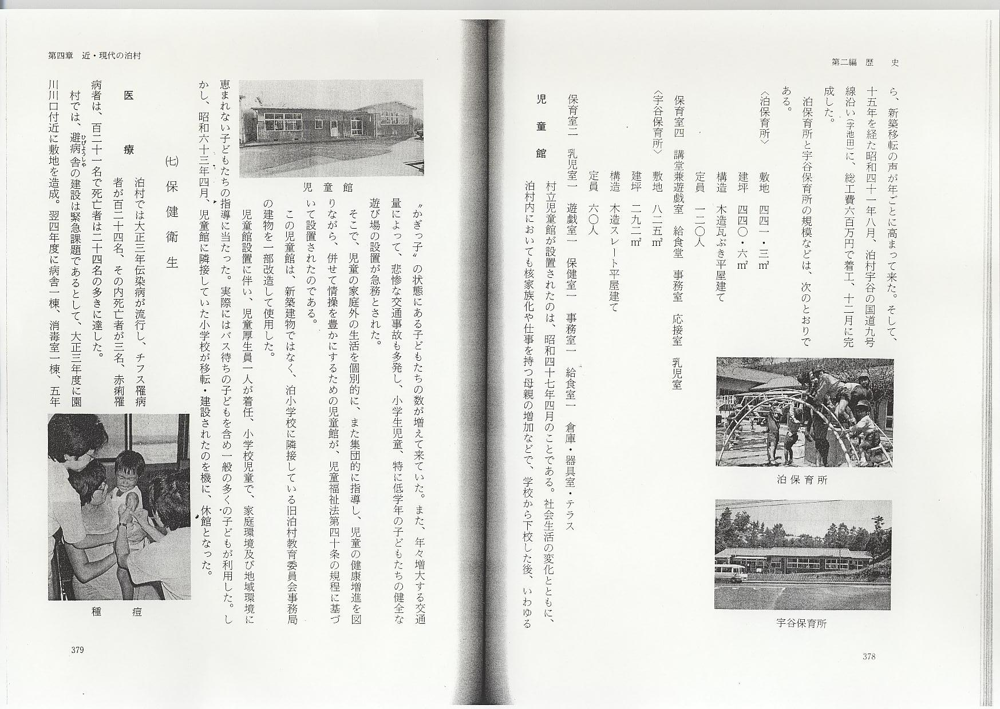 第二編　歴　史
ら、新築移転の声が年ごとに高まって来た。そして、
十五年を経た昭和四十一年八月、泊村宇谷の国道九号
線沿い（字池田）に、総工費六百万円で着工、十二月に完
成した。
泊保育所と宇谷保育所の規模などは、次のとおりで
ある。
〈泊保育所〉　敷地　四四一・三㎡
建坪　四四〇・六㎡
構造　木造瓦ぶき平屋建て
定員　一二〇人
保育室四　講堂兼遊戯室　給食堂　事務室　応接室　乳児室
〈宇谷保育所〉　敷地　八二五㎡
建坪　二九二㎡
構造　木造スレート平屋建て
定員　六〇人
保育室二　乳児室一　遊戯室一　保健室一　事務室一　給食室一　倉庫・器具室・テラス
児童館　村立児童館が設置されたのは、昭和四十七年四月のことである。社会生活の変化とともに、
泊村内においても核家族化や仕事を持つ母親の増加などで、学校から下校した後、いわゆる
泊保育所
宇谷保育所
378
第四章　近・現代の泊村
〝かぎっ子〟の状態にある子どもたちの数が増えて来ていた。また、年々増大する交通
量によって、悲惨な交通事故も多発し、小学生児童、特に低学年の子どもたちの健全な
遊び場の設置が急務とされた。
そこで、児童の家庭外の生活を個別的に、また集団的に指導し、児童の健康増進を図
りながら、併せて情操を豊かにするための児童館が、児童福祉法第四十条の規程に基づ
いて設置されたのである。
この児童館は、新築建物ではなく、泊小学校に隣接している旧泊村教育委員会事務局
の建物を一部改造して使用した。
児童館設置に伴い、児童厚生員一人が着任、小学校児童で、家庭環境及び地域環境に
恵まれない子どもたちの指導に当たった。実際にはバス待ちの子どもを含め一般の多くの子どもが利用した。し
かし、昭和六十三年四月、児童館に隣接していた小学校が移転・建設されたのを機に、休館となった。
児童館
㈦　保健衛生
医療　泊村では大正三年伝染病が流行し、チフス罹病
者が百二十四名、その内死亡者が三名、赤痢罹
病者は、百二十一名で死亡者は二十四名の多きに達した。
村では、避病舎の建設は緊急課題であるとして、大正三年度に園
ひびようしや
川川口付近に敷地を造成。翌四年度に病舎一棟、消毒室一棟、五年
種痘
379